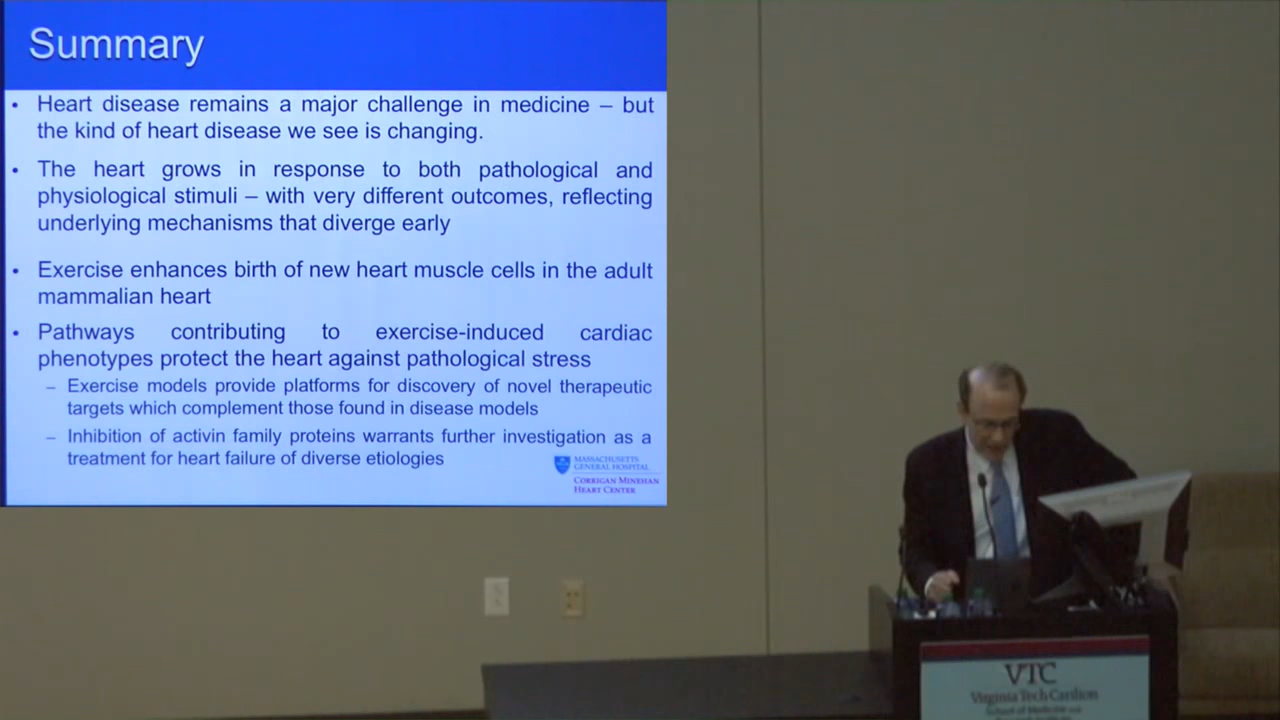 Summary
• Heart disease remains a major challenge in medicine – but
the kind of heart disease we see is changing.
• The heart grows in response to both pathological and
physiological stimuli – with very different outcomes, reflecting
underlying mechanisms that diverge early
• Exercise enhances birth of new heart muscle cells in the adult
mammalian heart
• Pathways contributing to exercise-induced cardiac
phenotypes protect the heart against pathological stress
– Exercise models provide platforms for discovery of novel therapeutic
targets which complement those found in disease models
– Inhibition of activin family proteins warrants further investigation as a
treatment for heart failure of diverse etiologies
MASSACHUSETTS
GENERAL HOSPITAL
CORRIGAN MINEHAN
HEART CENTER
VTC
Virginia Tech Carilion
School of Medicine and